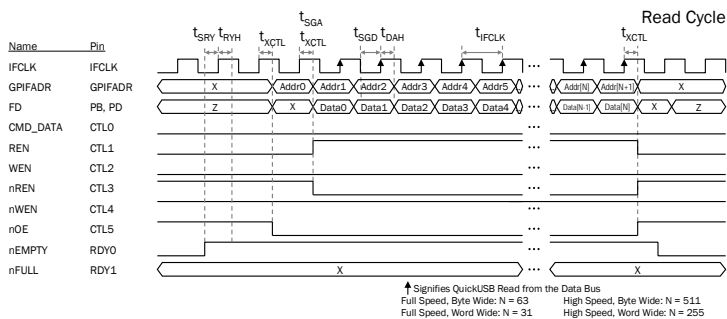 Read Cycle
tSRY tRYH tXCTL tSGA tXCTL tSGD tDAH tIFCLK tXCTL
Name Pin
IFCLK IFCLK ...
GPIFADR GPIFADR X Addr0 Addr1 Addr2 Addr3 Addr4 Addr5 ... Addr[N] Addr[N+1] X
FD PB, PD Z X Data0 Data1 Data2 Data3 Data4 ... Data[N-1] Data[N] X Z
CMD_DATA CTL0
REN CTL1 ...
WEN CTL2
nREN CTL3 ...
nWEN CTL4 ...
nOE CTL5 ...
nEMPTY RDY0 ...
nFULL RDY1 X ... X
Signifies QuickUSB Read from the Data Bus
Full Speed, Byte Wide: N = 63 High Speed, Byte Wide: N = 511
Full Speed, Word Wide: N = 31 High Speed, Word Wide: N = 255